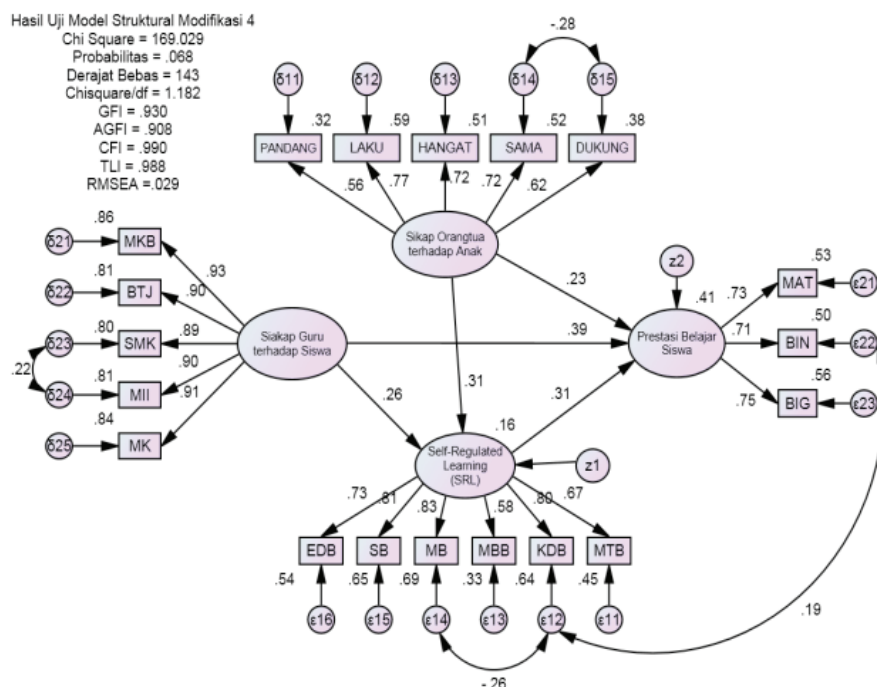 Hasil Uji Model Struktural Modifikasi 4
Chi Square = 169.029
Probabilitas = .068
Derajat Bebas = 143
Chisquare/df = 1.182
GFI = .930
AGFI = .908
CFI = .990
TLI = .988
RMSEA =.029
-.28
δ11
δ12
δ13
δ14
δ15
.32
.59
.51
.52
.38
PANDANG
LAKU
HANGAT
SAMA
DUKUNG
.56
.77
.72
.72
.62
Sikap Orangtua
terhadap Anak
.86
δ21
MKB
.81
δ22
BTJ
.80
δ23
SMK
.22
.81
δ24
MII
.84
δ25
MK
.93
.90
.89
.90
.91
Siakap Guru
terhadap Siswa
.23
.39
.31
.26
.31
z2
.41
Prestasi Belajar
Siswa
.73
.71
.75
.53
MAT
ε21
.50
BIN
ε22
.56
BIG
ε23
.16
Self-Regulated
Learning
(SRL)
z1
.73
.81
.83
.58
.80
.67
EDB
SB
MB
MBB
KDB
MTB
.54
.65
.69
.33
.64
.45
ε16
ε15
ε14
ε13
ε12
ε11
.19
-.26